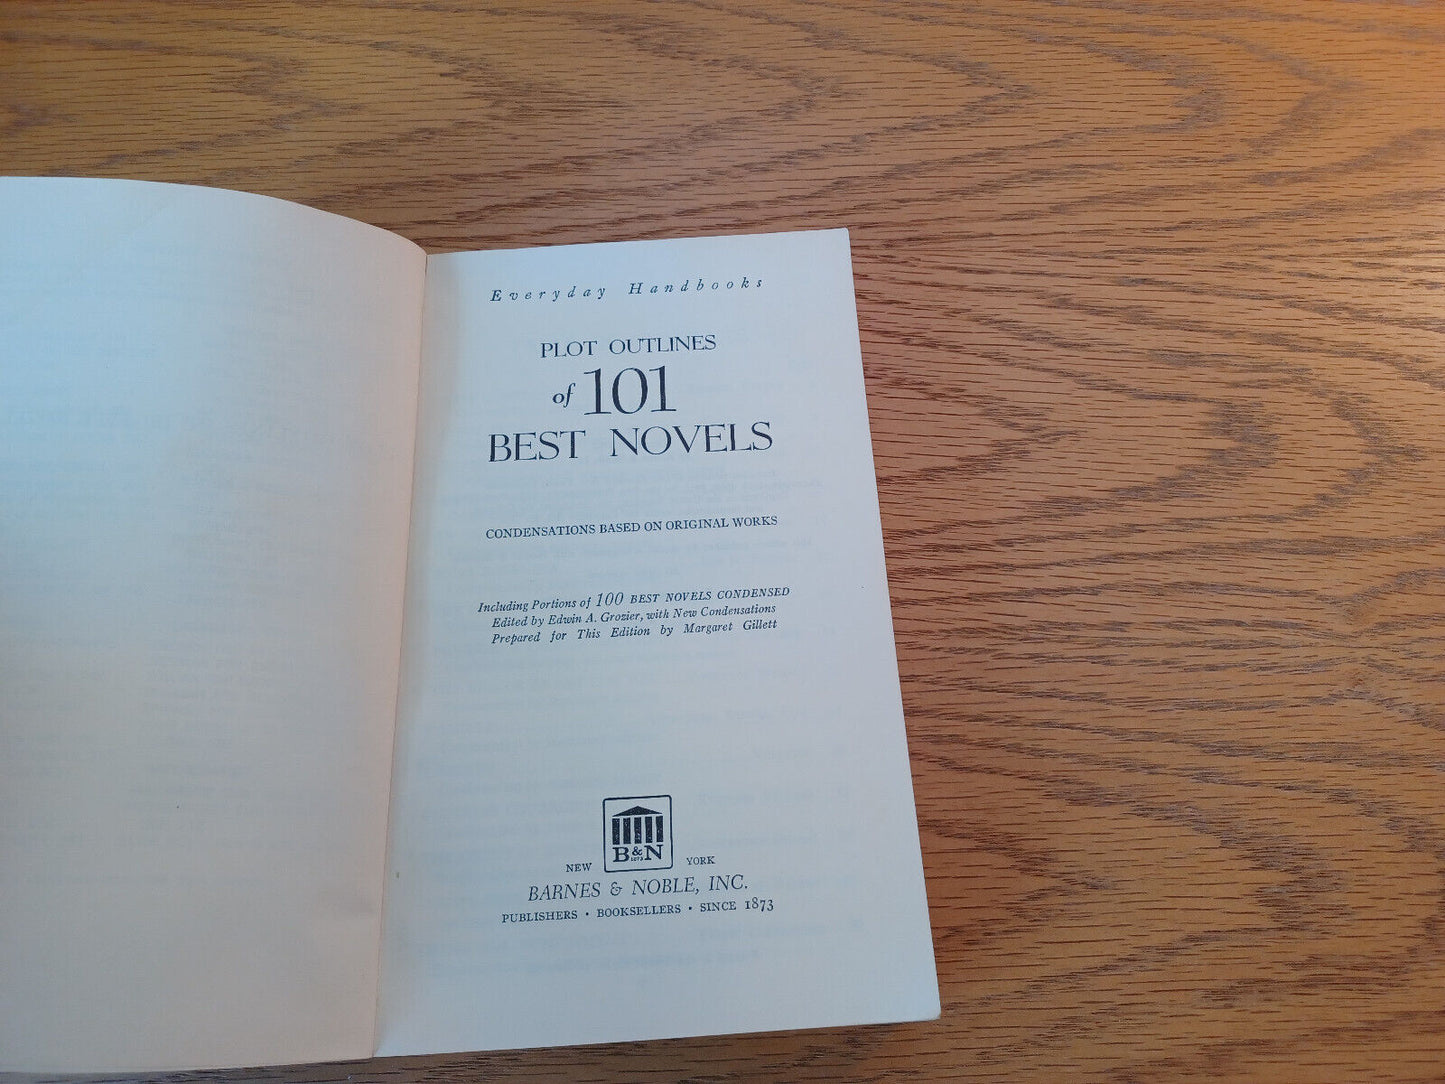 Everyday Handbooks
PLOT OUTLINES
of 101
BEST NOVELS
CONDENSATIONS BASED ON ORIGINAL WORKS
Including Portions of 100 BEST NOVELS CONDENSED
Edited by Edwin A. Grozier, with New Condensations
Prepared for This Edition by Margaret Gillett
B&N
1873
NEW YORK
BARNES & NOBLE, INC.
PUBLISHERS • BOOKSELLERS • SINCE 1873